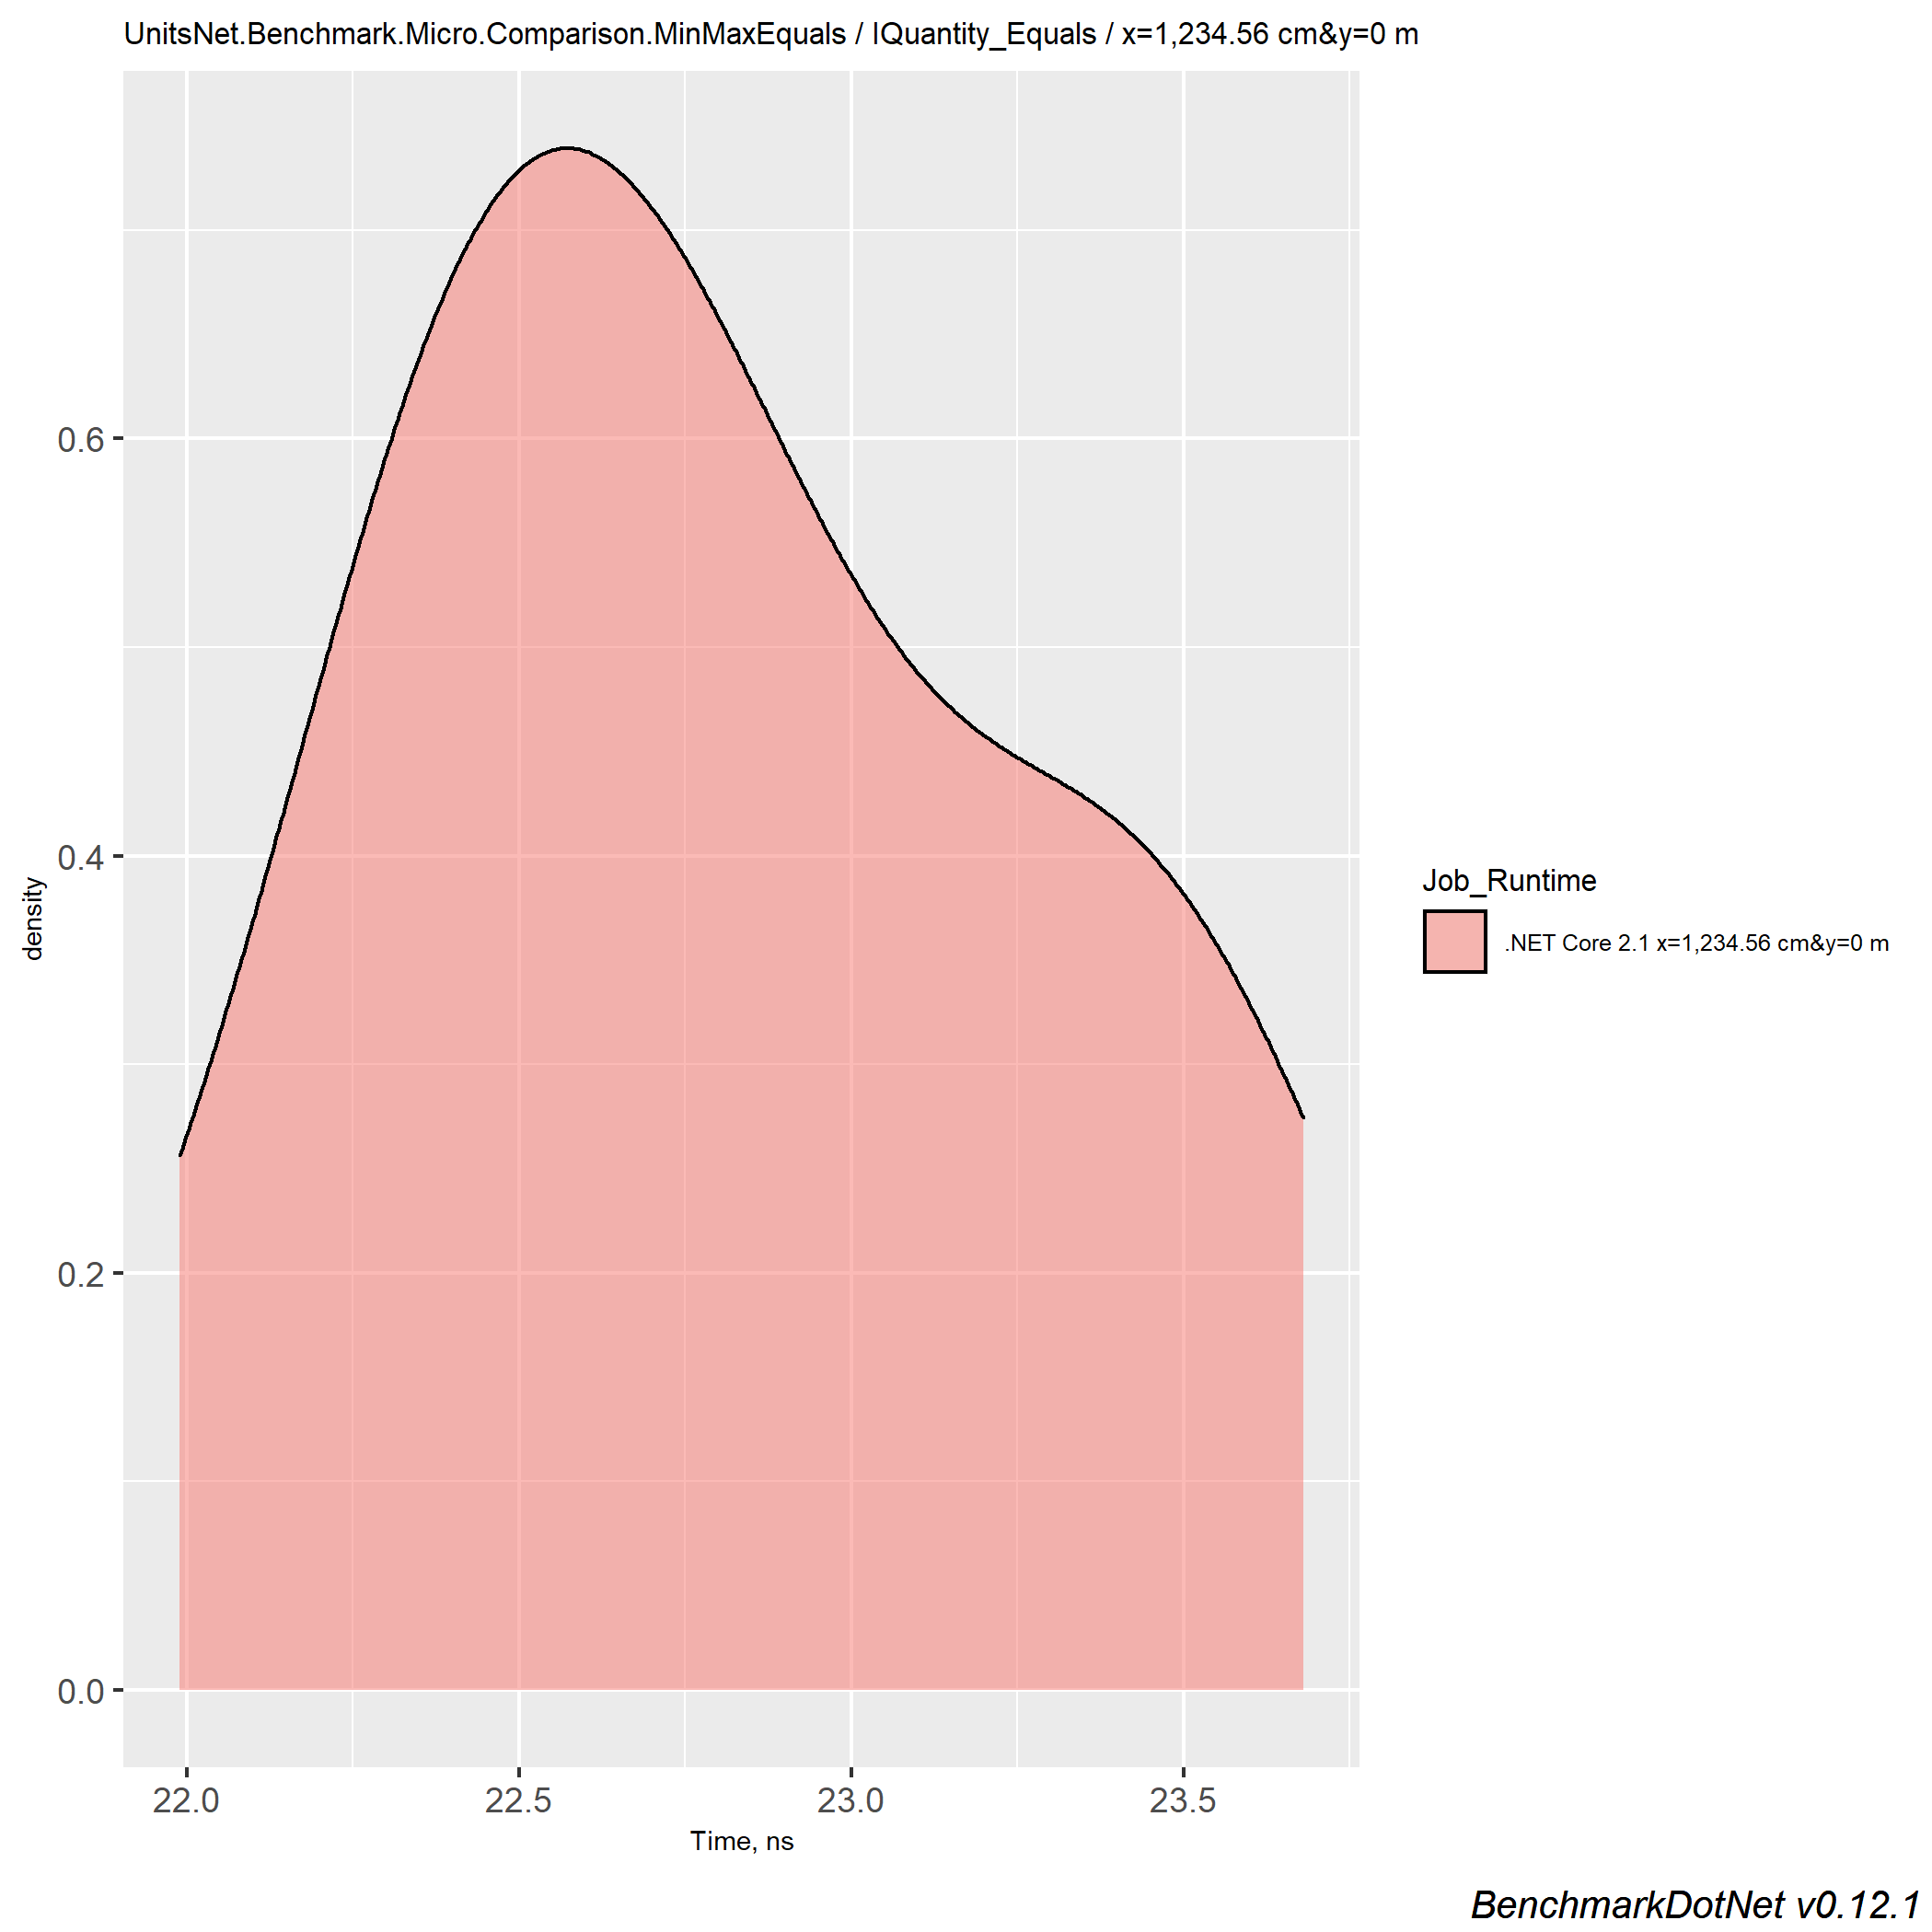 UnitsNet.Benchmark.Micro.Comparison.MinMaxEquals / IQuantity_Equals / x=1,234.56 cm&y=0 m
0.6
0.4
0.2
0.0
density
22.0 22.5 23.0 23.5
Time, ns
Job_Runtime
.NET Core 2.1 x=1,234.56 cm&y=0 m
BenchmarkDotNet v0.12.1